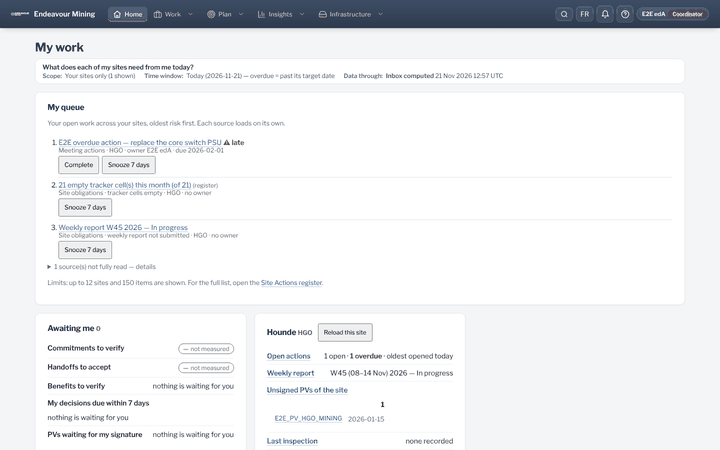 Endeavour Mining
Home
Work
Plan
Insights
Infrastructure
FR
E2E edA Coordinator
My work
What does each of my sites need from me today?
Scope: Your sites only (1 shown) Time window: Today (2026-11-21) — overdue = past its target date Data through: Inbox computed 21 Nov 2026 12:57 UTC
My queue
Your open work across your sites, oldest risk first. Each source loads on its own.
1. E2E overdue action — replace the core switch PSU ⚠ late
Meeting actions · HGO · owner E2E edA · due 2026-02-01
Complete Snooze 7 days
2. 21 empty tracker cell(s) this month (of 21) (register)
Site obligations · tracker cells empty · HGO · no owner
Snooze 7 days
3. Weekly report W45 2026 — In progress
Site obligations · weekly report not submitted · HGO · no owner
Snooze 7 days
▶ 1 source(s) not fully read — details
Limits: up to 12 sites and 150 items are shown. For the full list, open the Site Actions register.
Awaiting me 0
Commitments to verify — not measured
Handoffs to accept — not measured
Benefits to verify nothing is waiting for you
My decisions due within 7 days
nothing is waiting for you
PVs waiting for my signature nothing is waiting for you
Hounde HGO Reload this site
Open actions 1 open · 1 overdue · oldest opened today
Weekly report W45 (08–14 Nov) 2026 — In progress
Unsigned PVs of the site
1
E2E_PV_HGO_MINING 2026-01-15
Last inspection none recorded